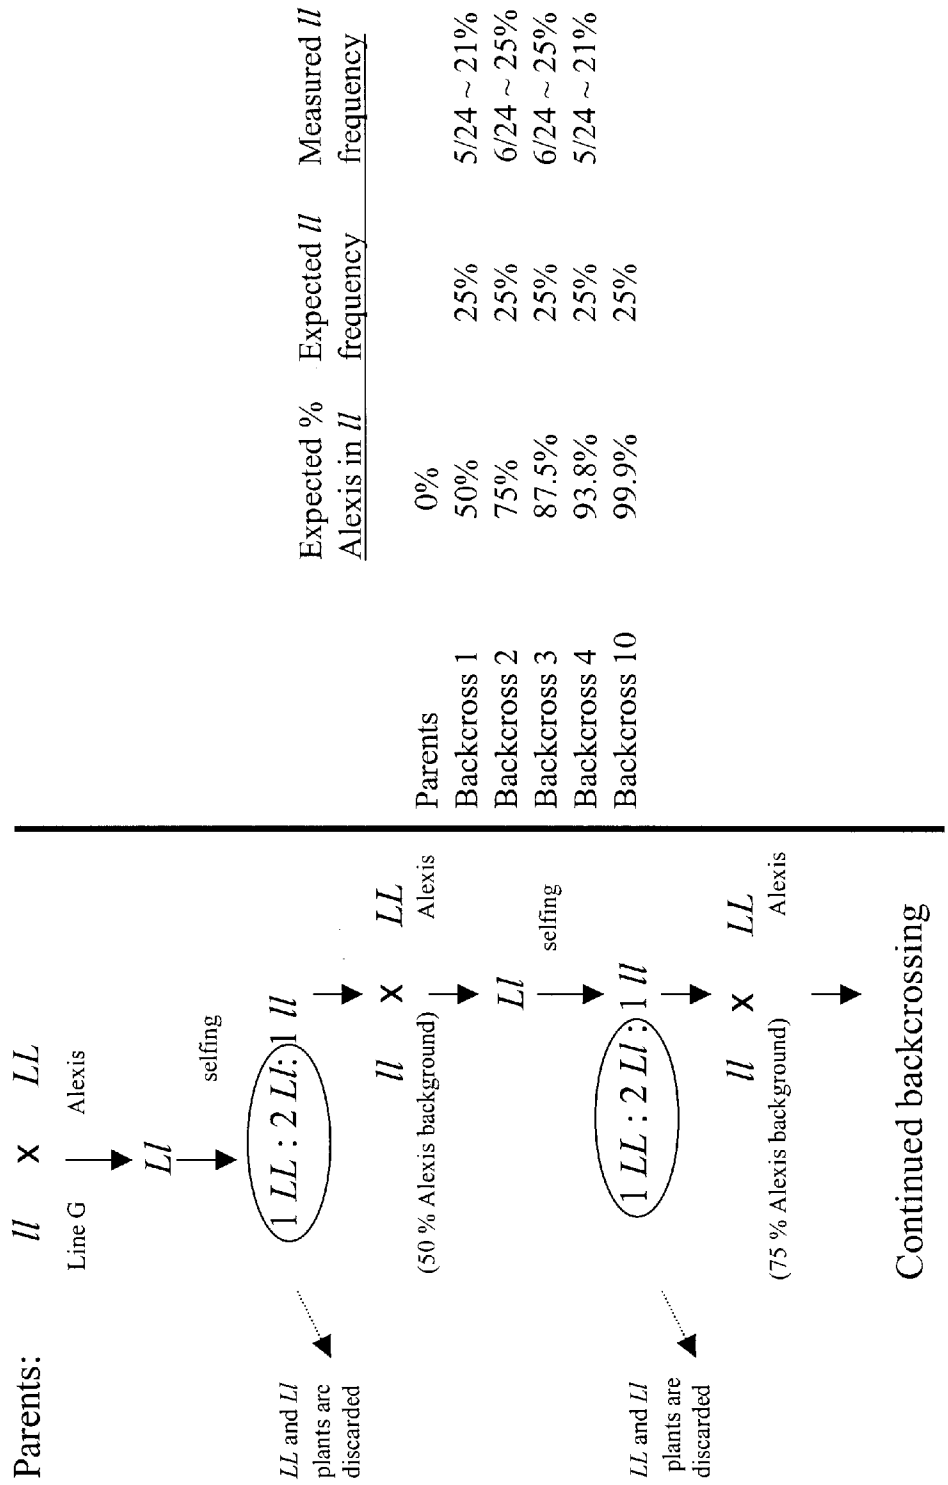 Parents:
ll x LL
Line G Alexis
Ll
selfing
1 LL : 2 Ll: 1 ll
LL and Ll
plants are
discarded
ll x LL
(50 % Alexis background) Alexis
Ll
selfing
1 LL : 2 Ll : 1 ll
LL and Ll
plants are
discarded
ll x LL
(75 % Alexis background) Alexis
Continued backcrossing
Expected % Expected ll Measured ll
Alexis in ll frequency frequency
Parents 0%
Backcross 1 50% 25% 5/24 ~ 21%
Backcross 2 75% 25% 6/24 ~ 25%
Backcross 3 87.5% 25% 6/24 ~ 25%
Backcross 4 93.8% 25% 5/24 ~ 21%
Backcross 10 99.9% 25%